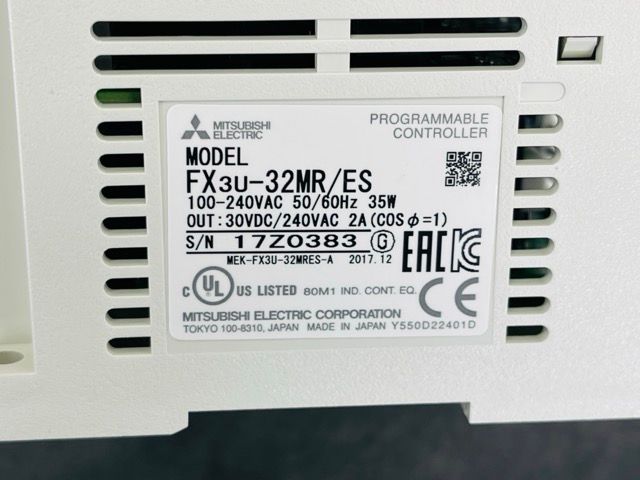 MITSUBISHI
ELECTRIC
PROGRAMMABLE
CONTROLLER
MODEL
FX3U-32MR/ES
100-240VAC 50/60Hz 35W
OUT:30VDC/240VAC 2A(COSφ=1)
S/N 17Z0383 G
MEK-FX3U-32MRES-A 2017.12
EAC KC
C UL US LISTED 80M1 IND. CONT. EQ. CE
MITSUBISHI ELECTRIC CORPORATION
TOKYO 100-8310, JAPAN MADE IN JAPAN Y550D22401D